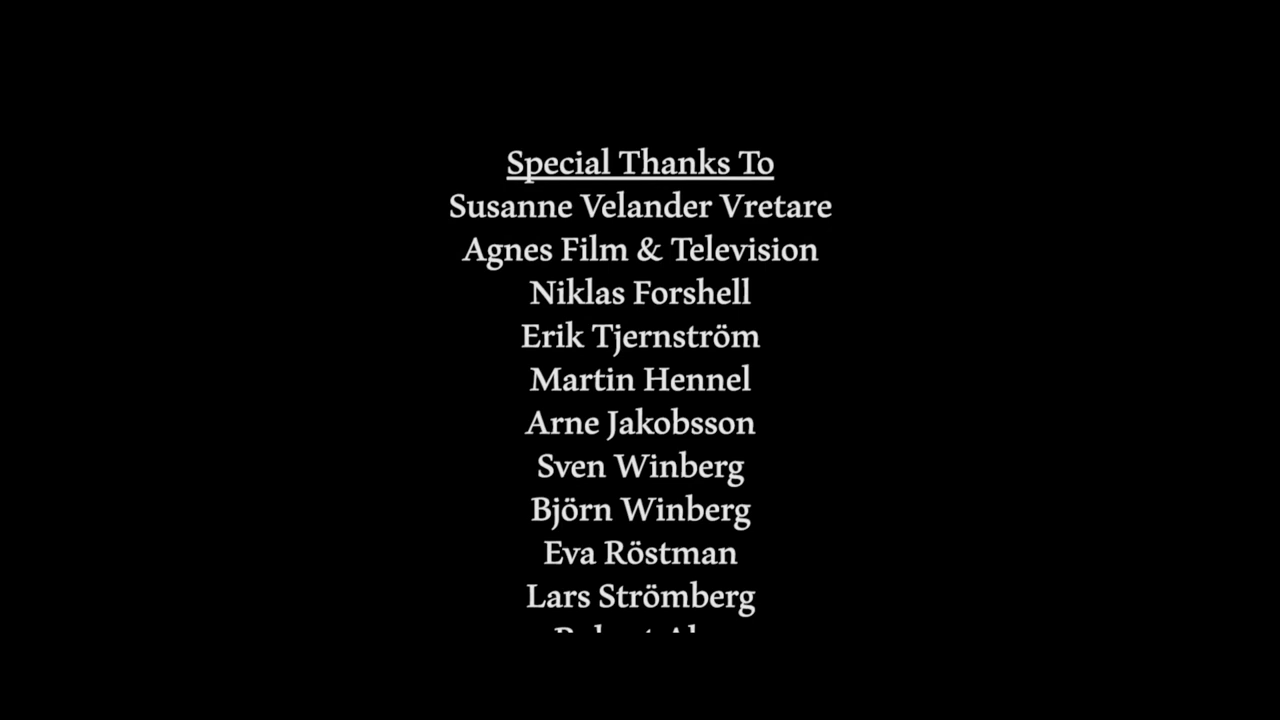 Special Thanks To
Susanne Velander Vretare
Agnes Film & Television
Niklas Forshell
Erik Tjernström
Martin Hennel
Arne Jakobsson
Sven Winberg
Björn Winberg
Eva Röstman
Lars Strömberg